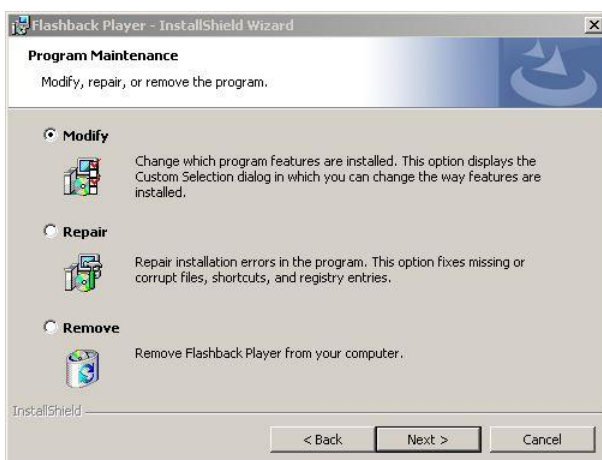 Flashback Player - InstallShield Wizard
Program Maintenance
Modify, repair, or remove the program.
Modify
Change which program features are installed. This option displays the
Custom Selection dialog in which you can change the way features are
installed.
Repair
Repair installation errors in the program. This option fixes missing or
corrupt files, shortcuts, and registry entries.
Remove
Remove Flashback Player from your computer.
InstallShield
< Back Next > Cancel